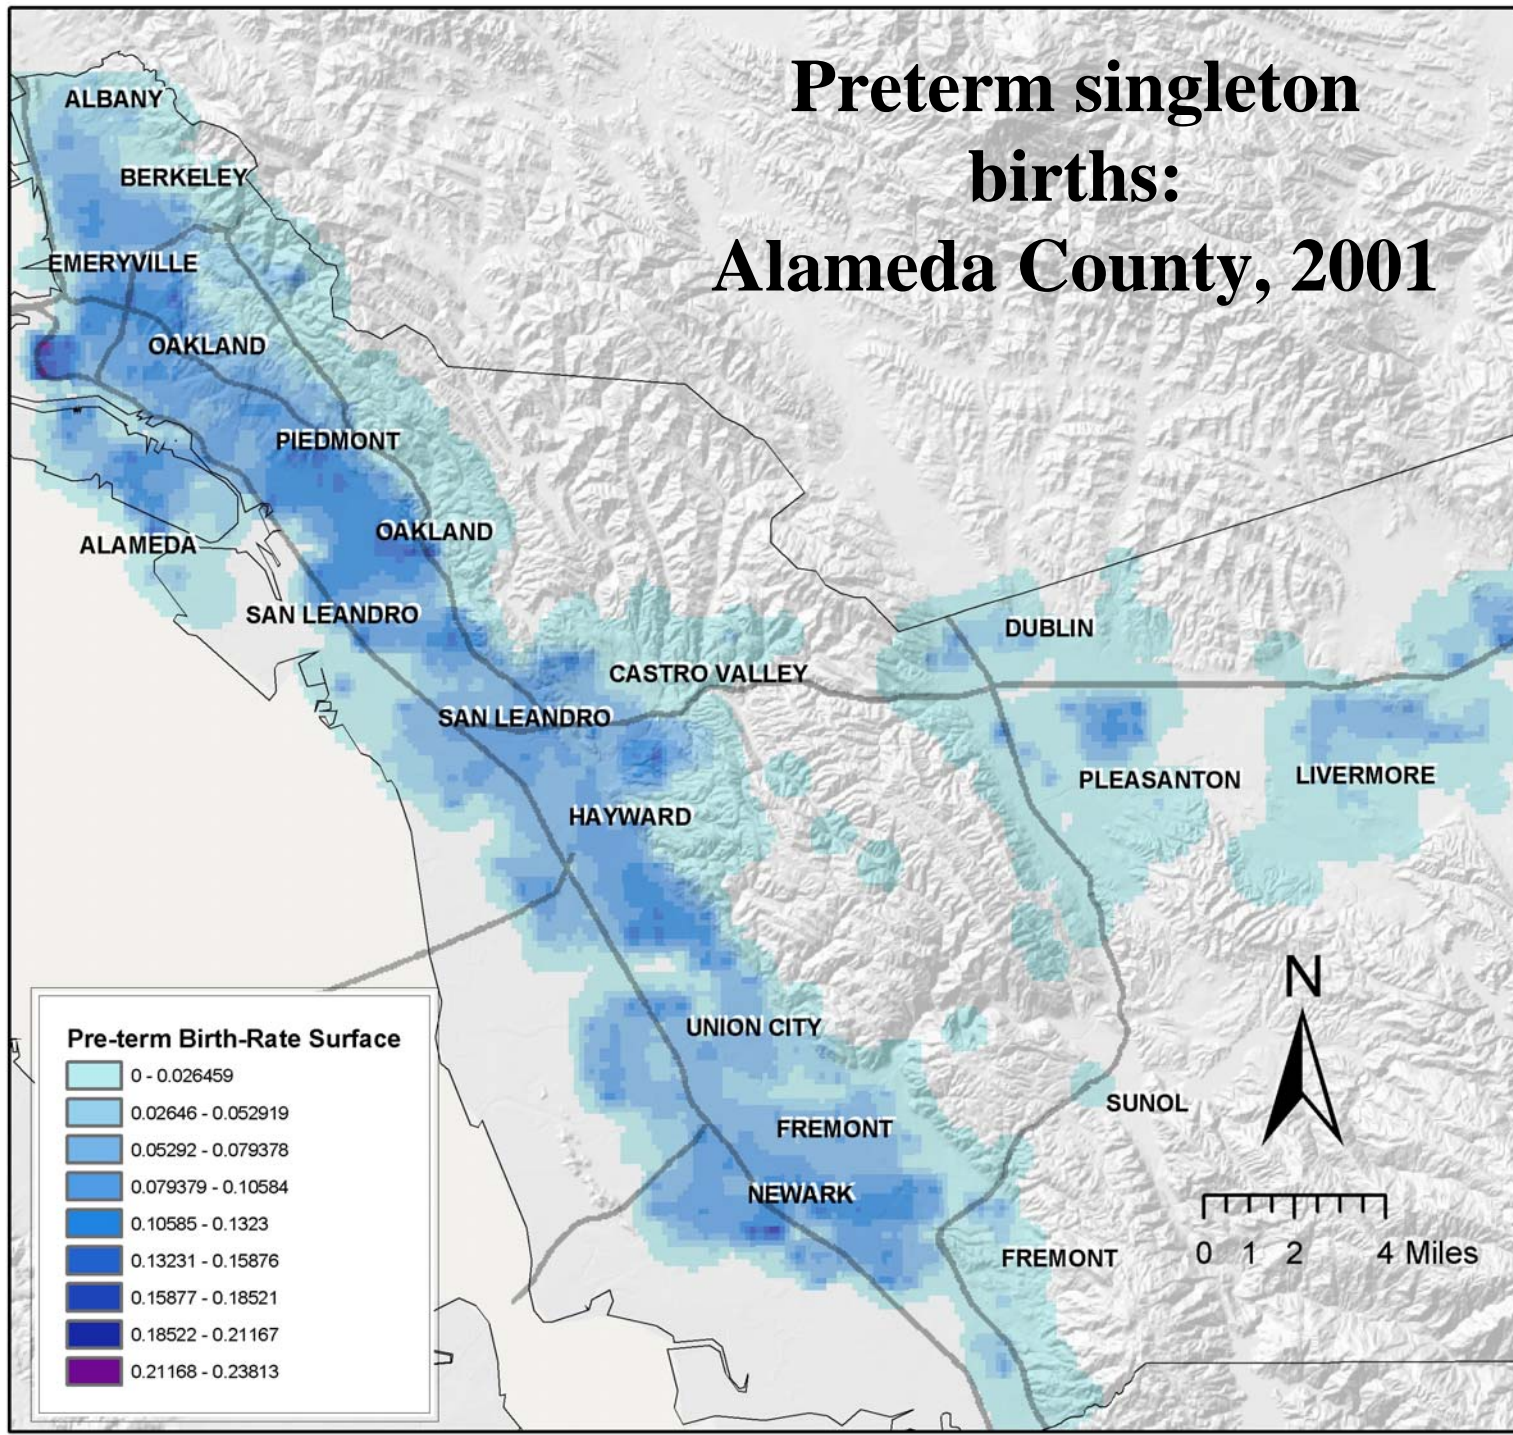 Preterm singleton
births:
Alameda County, 2001
ALBANY
BERKELEY
EMERYVILLE
OAKLAND
PIEDMONT
OAKLAND
ALAMEDA
SAN LEANDRO
DUBLIN
CASTRO VALLEY
SAN LEANDRO
PLEASANTON
LIVERMORE
HAYWARD
N
UNION CITY
SUNOL
FREMONT
NEWARK
FREMONT
0 1 2 4 Miles
Pre-term Birth-Rate Surface
0 - 0.026459
0.02646 - 0.052919
0.05292 - 0.079378
0.079379 - 0.10584
0.10585 - 0.1323
0.13231 - 0.15876
0.15877 - 0.18521
0.18522 - 0.21167
0.21168 - 0.23813